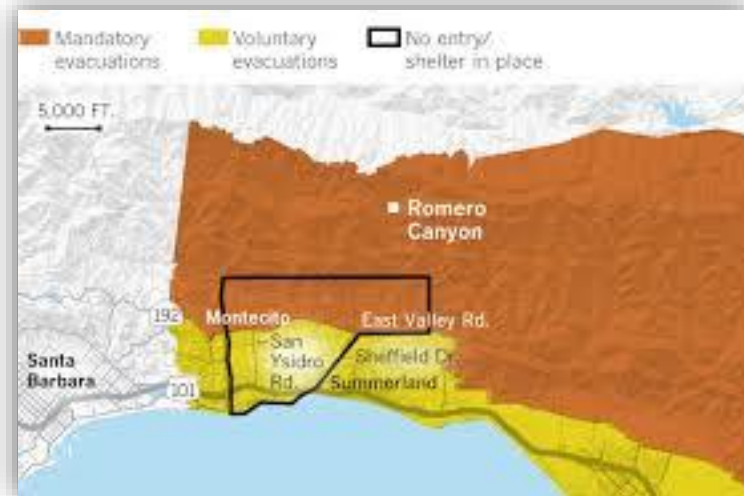 Mandatory
evacuations
Voluntary
evacuations
No entry/
shelter in place
5,000 FT.
Romero
Canyon
192
Montecito
East Valley Rd.
San
Ysidro
Rd.
Sheffield Dr.
Santa
Barbara
101
Summerland